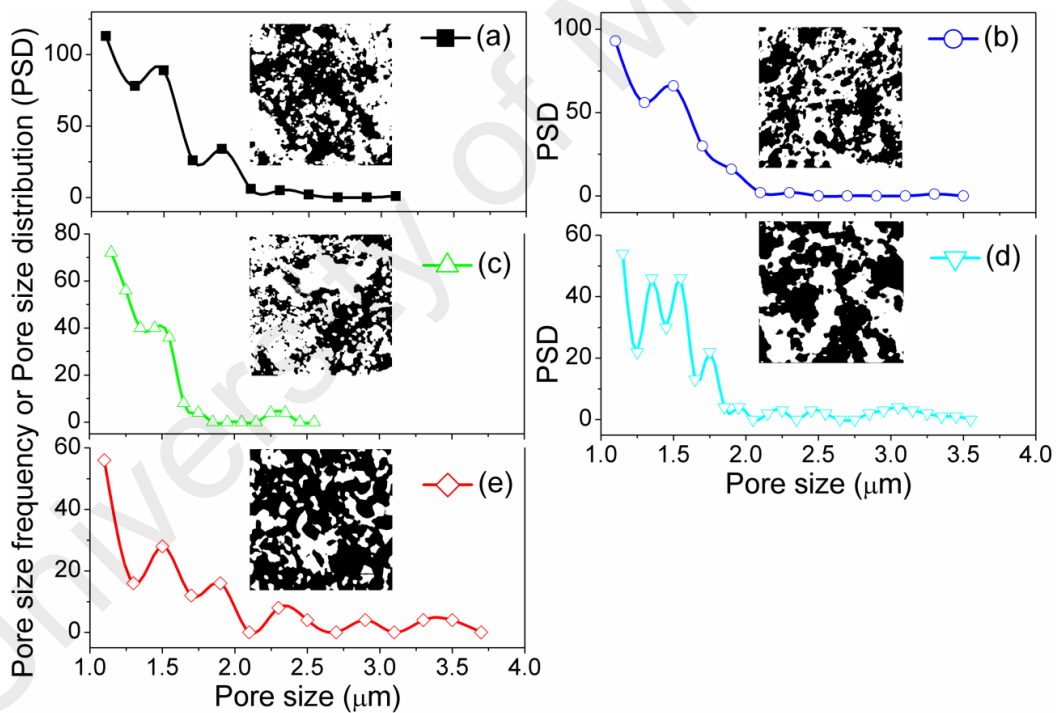 University of M
Pore size frequency or Pore size distribution (PSD)
100
50
0
(a)
PSD
100
50
0
(b)
80
60
40
20
0
(c)
PSD
60
40
20
0
(d)
1.0 1.5 2.0 2.5 3.0 3.5 4.0
Pore size (μm)
60
40
20
0
(e)
1.0 1.5 2.0 2.5 3.0 3.5 4.0
Pore size (μm)